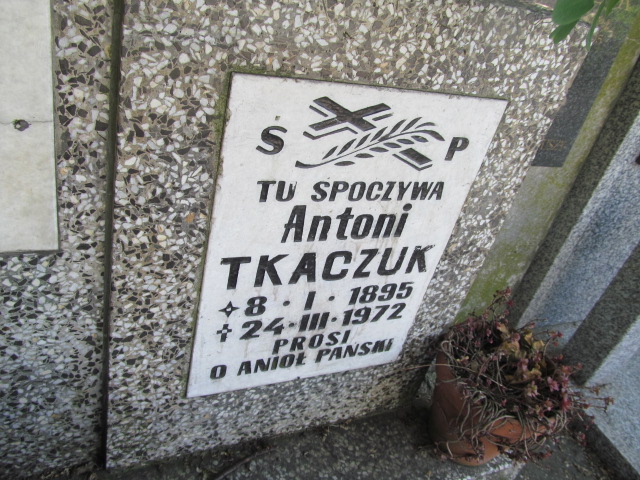 Ś P
TU SPOCZYWA
Antoni
TKACZUK
8·I·1895
24·III·1972
PROSI
O ANIOŁ PAŃSKI